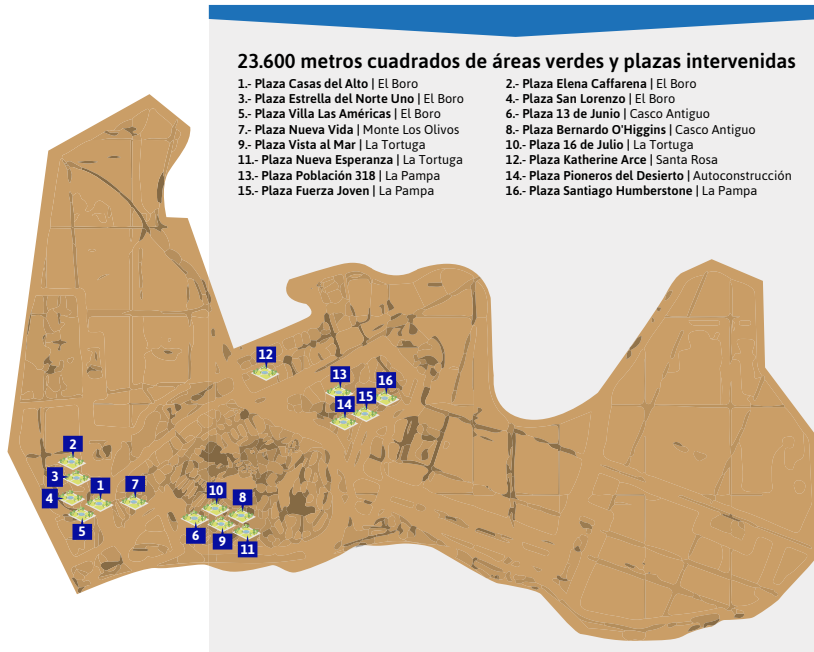 23.600 metros cuadrados de áreas verdes y plazas intervenidas
1.- Plaza Casas del Alto | El Boro
2.- Plaza Elena Caffarena | El Boro
3.- Plaza Estrella del Norte Uno | El Boro
4.- Plaza San Lorenzo | El Boro
5.- Plaza Villa Las Américas | El Boro
6.- Plaza 13 de Junio | Casco Antiguo
7.- Plaza Nueva Vida | Monte Los Olivos
8.- Plaza Bernardo O'Higgins | Casco Antiguo
9.- Plaza Vista al Mar | La Tortuga
10.- Plaza 16 de Julio | La Tortuga
11.- Plaza Nueva Esperanza | La Tortuga
12.- Plaza Katherine Arce | Santa Rosa
13.- Plaza Población 318 | La Pampa
14.- Plaza Pioneros del Desierto | Autoconstrucción
15.- Plaza Fuerza Joven | La Pampa
16.- Plaza Santiago Humberstone | La Pampa
12
13
16
15
14
2
3
1
7
4
5
10
8
6
9
11